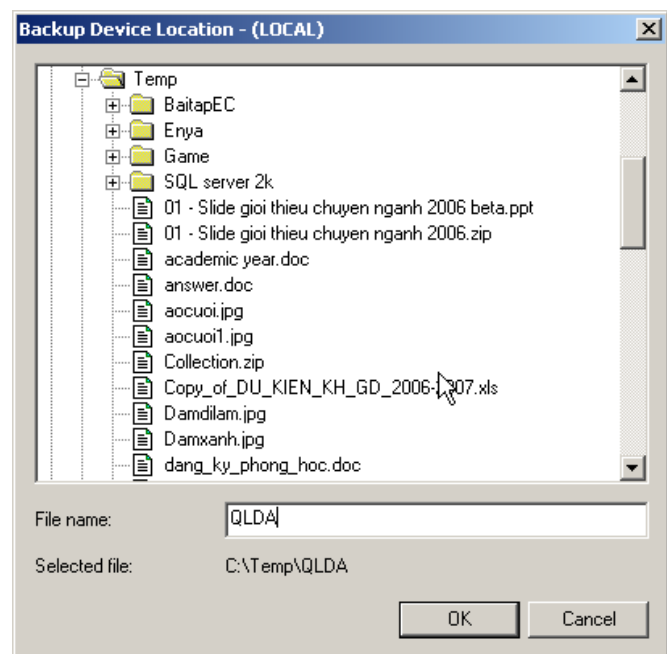 Backup Device Location - (LOCAL)
Temp
BaitapEC
Enya
Game
SQL server 2k
01 - Slide gioi thieu chuyen nganh 2006 beta.ppt
01 - Slide gioi thieu chuyen nganh 2006.zip
academic year.doc
answer.doc
aocuoi.jpg
aocuoi1.jpg
Collection.zip
Copy_of_DU_KIEN_KH_GD_2006-2007.xls
Damdilam.jpg
Damxanh.jpg
dang_ky_phong_hoc.doc
File name: QLDA
Selected file: C:\Temp\QLDA
OK Cancel